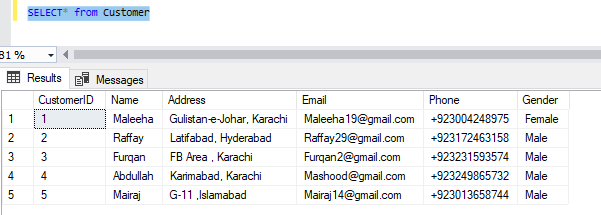 SELECT* from Customer
81 %
Results Messages
CustomerID Name Address Email Phone Gender
1 1 Maleeha Gulistan-e-Johar, Karachi Maleeha19@gmail.com +923004248975 Female
2 2 Raffay Latifabad, Hyderabad Raffay29@gmail.com +923172463158 Male
3 3 Furqan FB Area , Karachi Furqan2@gmail.com +923231593574 Male
4 4 Abdullah Karimabad, Karachi Mashood@gmail.com +923249865732 Male
5 5 Mairaj G-11 ,Islamabad Mairaj14@gmail.com +923013658744 Male